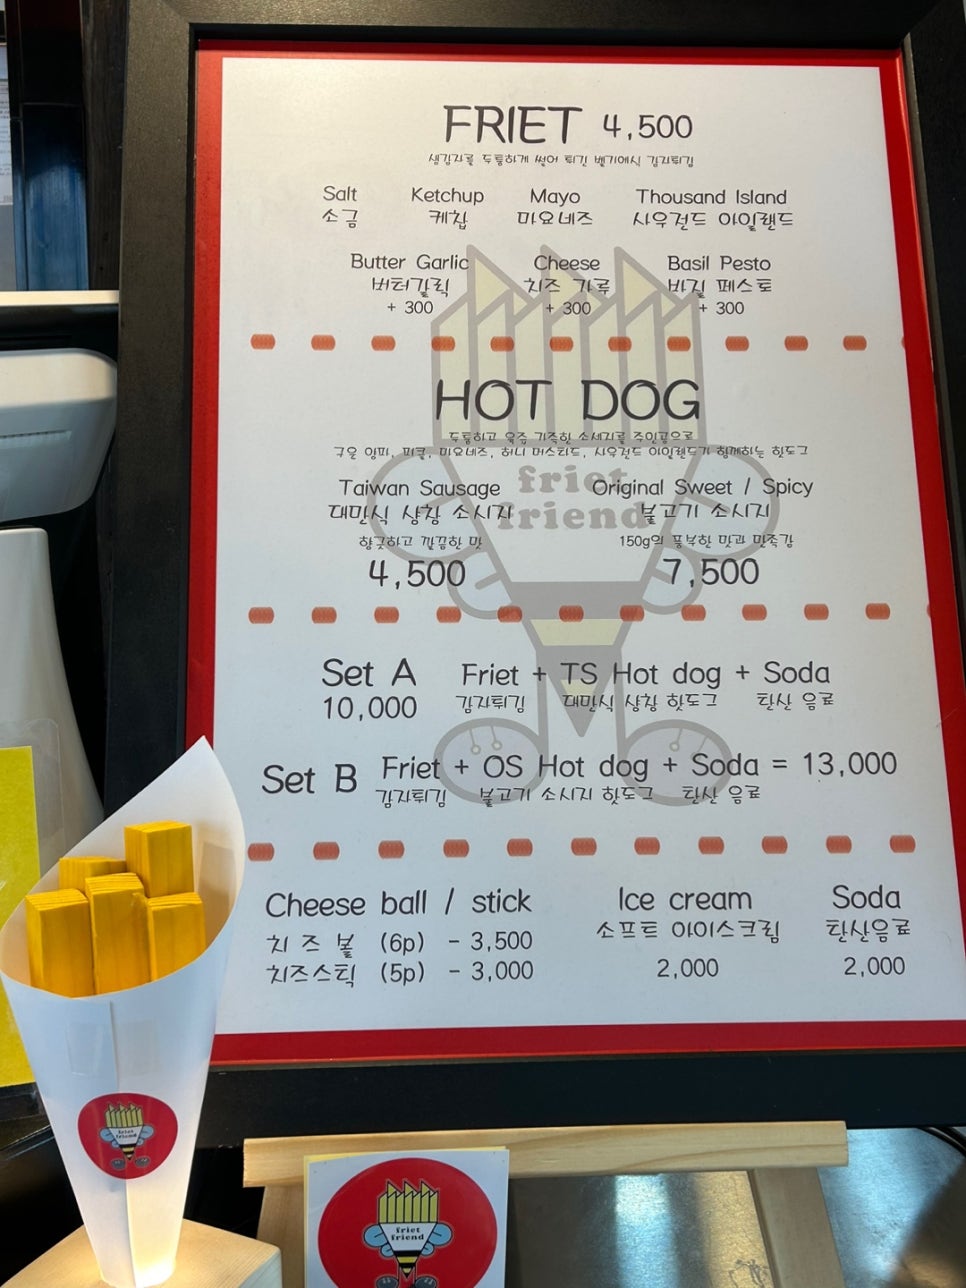 FRIET 4,500
생감자를 두툼하게 썰어 튀긴 벨기에식 감자튀김
Salt Ketchup Mayo Thousand Island
소금 케찹 마요네즈 사우전드 아일랜드
Butter Garlic Cheese Basil Pesto
버터갈릭 치즈 가루 바질 페스토
+ 300 + 300 + 300
HOT DOG
두툼하고 육즙 가득한 소세지를 주인공으로
구운 양파, 피클, 마요네즈, 허니 머스타드, 사우전드 아일랜드가 함께하는 핫도그
friet
friend
Taiwan Sausage Original Sweet / Spicy
대만식 샹창 소시지 불고기 소시지
향긋하고 깔끔한 맛 150g의 풍부한 맛과 만족감
4,500 7,500
Set A Friet + TS Hot dog + Soda
10,000 감자튀김 대만식 샹창 핫도그 탄산 음료
Set B Friet + OS Hot dog + Soda = 13,000
감자튀김 불고기 소시지 핫도그 탄산 음료
Cheese ball / stick Ice cream Soda
치즈볼 (6p) - 3,500 소프트 아이스크림 탄산음료
치즈스틱 (5p) - 3,000 2,000 2,000
friet
friend
friet
friend